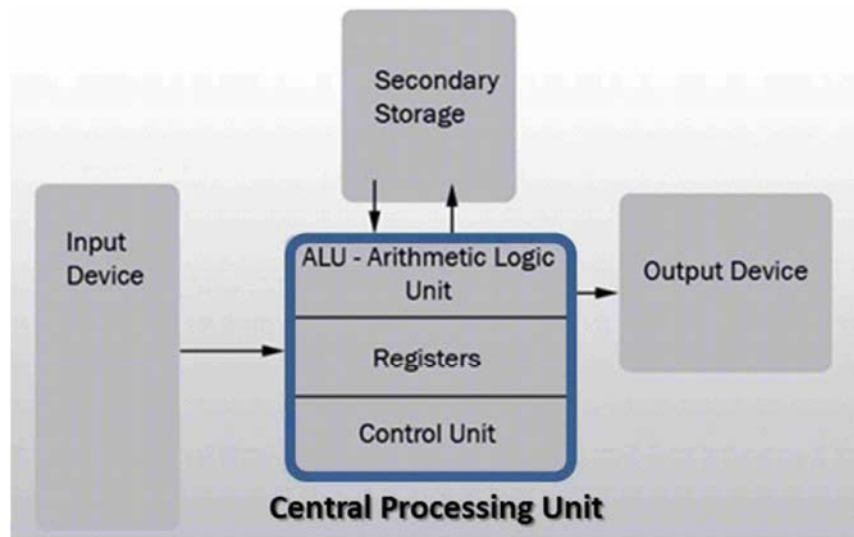 Secondary
Storage
Input
Device
ALU - Arithmetic Logic
Unit
Output Device
Registers
Control Unit
Central Processing Unit